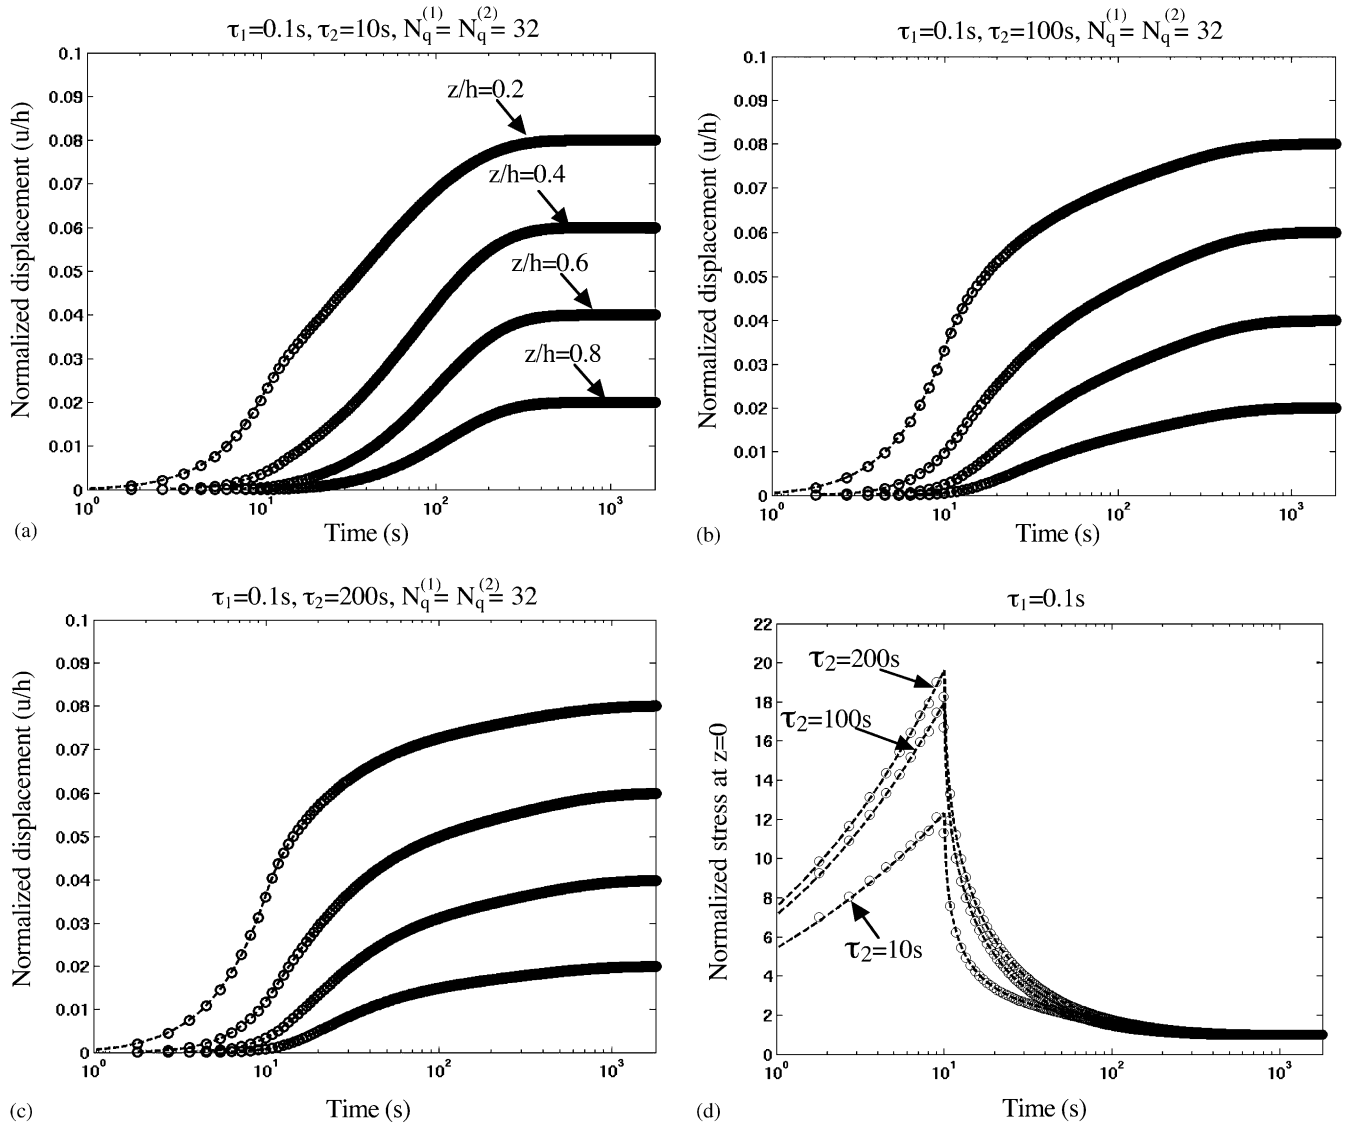 τ1=0.1s, τ2=10s, Nq(1)= Nq(2)= 32
0.1
0.09
0.08
0.07
0.06
0.05
0.04
0.03
0.02
0.01
0
Normalized displacement (u/h)
z/h=0.2
z/h=0.4
z/h=0.6
z/h=0.8
10^0
10^1
10^2
10^3
Time (s)
(a)
τ1=0.1s, τ2=100s, Nq(1)= Nq(2)= 32
0.1
0.09
0.08
0.07
0.06
0.05
0.04
0.03
0.02
0.01
0
Normalized displacement (u/h)
10^0
10^1
10^2
10^3
Time (s)
(b)
τ1=0.1s, τ2=200s, Nq(1)= Nq(2)= 32
0.1
0.09
0.08
0.07
0.06
0.05
0.04
0.03
0.02
0.01
0
Normalized displacement (u/h)
10^0
10^1
10^2
10^3
Time (s)
(c)
τ1=0.1s
22
20
18
16
14
12
10
8
6
4
2
0
Normalized stress at z=0
τ2=200s
τ2=100s
τ2=10s
10^0
10^1
10^2
10^3
Time (s)
(d)